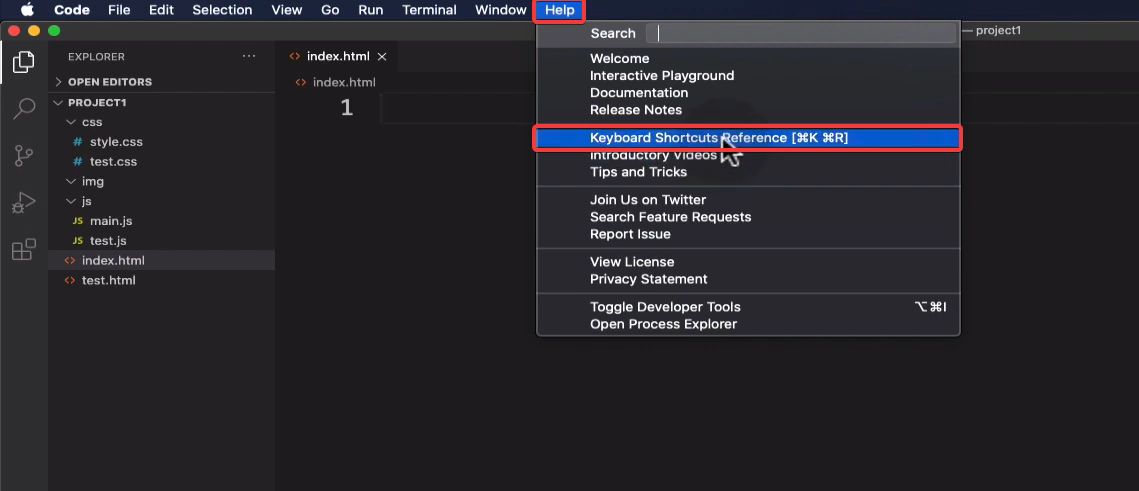 Code File Edit Selection View Go Run Terminal Window Help
— project1
EXPLORER ···
OPEN EDITORS
PROJECT1
css
# style.css
# test.css
img
js
JS main.js
JS test.js
<> index.html
<> test.html
<> index.html ×
<> index.html
1
Search
Welcome
Interactive Playground
Documentation
Release Notes
Keyboard Shortcuts Reference [⌘K ⌘R]
Introductory Videos
Tips and Tricks
Join Us on Twitter
Search Feature Requests
Report Issue
View License
Privacy Statement
Toggle Developer Tools ⌥⌘I
Open Process Explorer